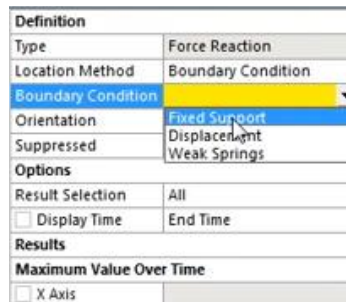 Definition
Type Force Reaction
Location Method Boundary Condition
Boundary Condition
Fixed Support
Orientation
Displacement
Suppressed
Weak Springs
Options
Result Selection All
Display Time End Time
Results
Maximum Value Over Time
X Axis